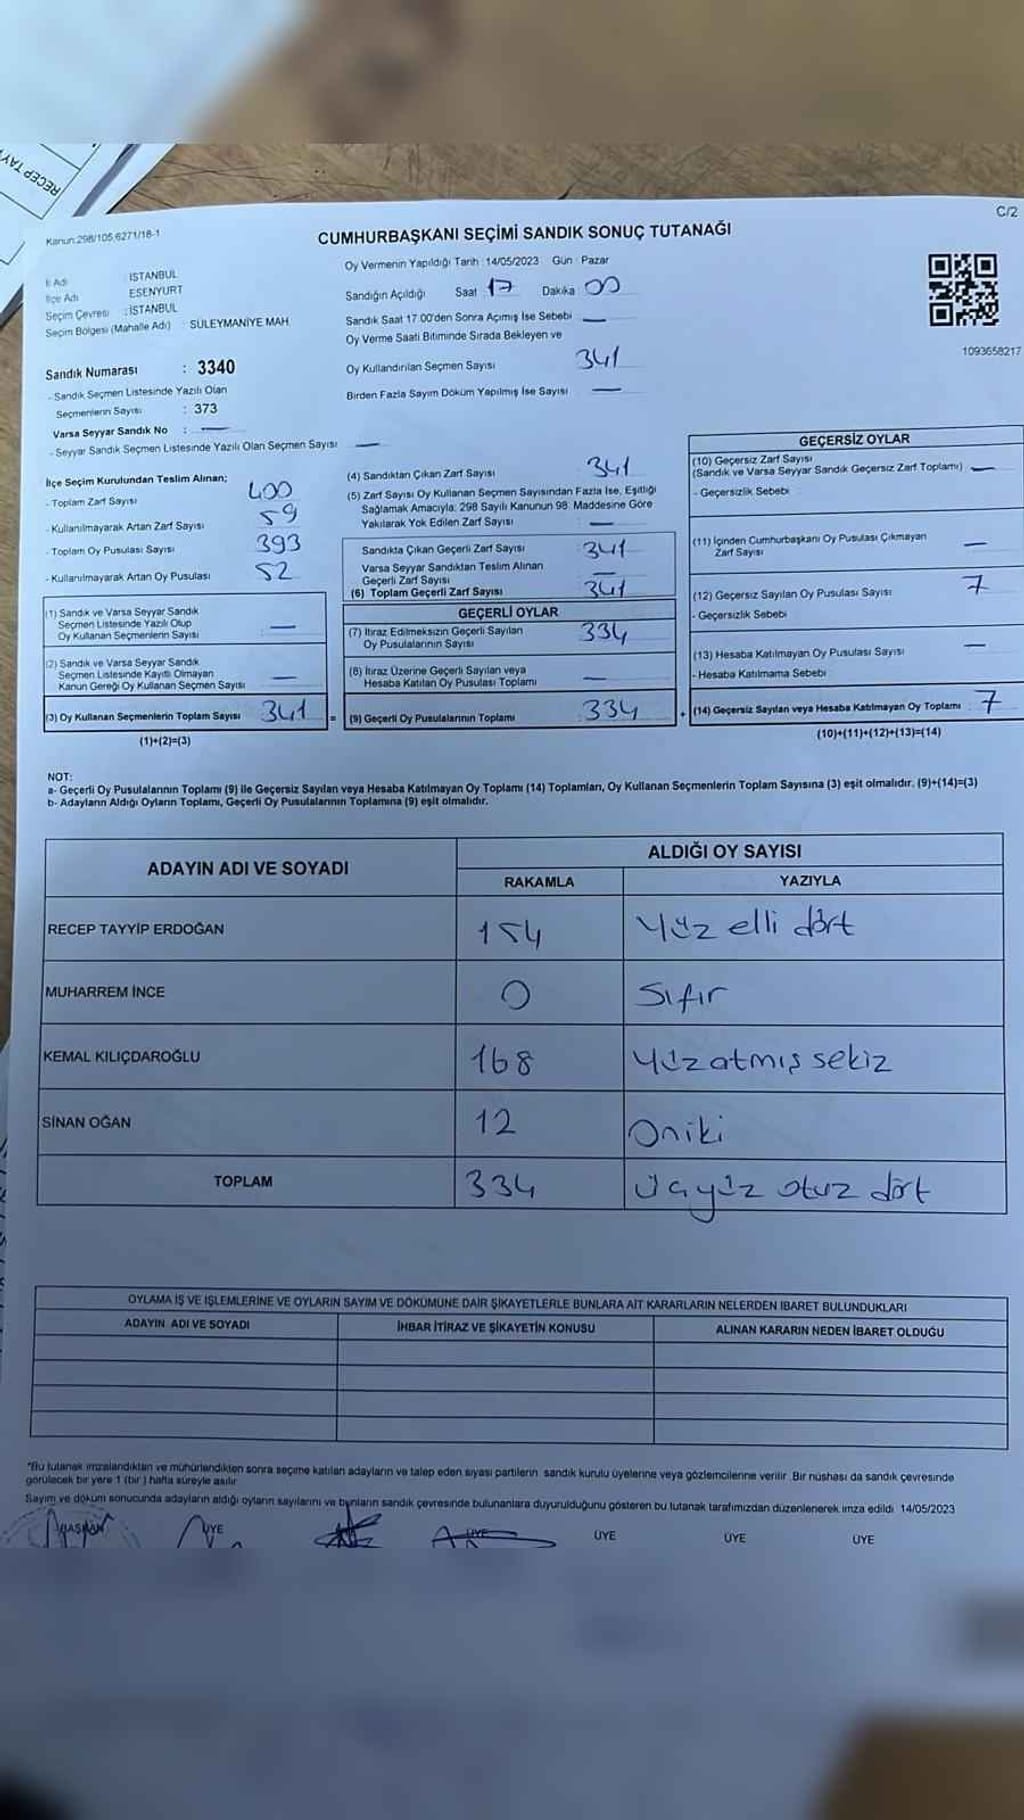 RECEP TAY
C/2
Kanun:298/105,6271/18-1
CUMHURBAŞKANI SEÇİMİ SANDIK SONUÇ TUTANAĞI
İl Adı : İSTANBUL
İlçe Adı : ESENYURT
Seçim Çevresi : İSTANBUL
Seçim Bölgesi (Mahalle Adı) : SÜLEYMANİYE MAH.
Sandık Numarası : 3340
- Sandık Seçmen Listesinde Yazılı Olan
Seçmenlerin Sayısı : 373
Varsa Seyyar Sandık No : —
- Seyyar Sandık Seçmen Listesinde Yazılı Olan Seçmen Sayısı —
Oy Vermenin Yapıldığı Tarih : 14/05/2023 Gün : Pazar
Sandığın Açıldığı Saat 17 Dakika 00
Sandık Saat 17.00'den Sonra Açılmış İse Sebebi —
Oy Verme Saati Bitiminde Sırada Bekleyen ve
Oy Kullandırılan Seçmen Sayısı 341
Birden Fazla Sayım Döküm Yapılmış İse Sayısı —
1093658217
İlçe Seçim Kurulundan Teslim Alınan;
- Toplam Zarf Sayısı 400
- Kullanılmayarak Artan Zarf Sayısı 59
- Toplam Oy Pusulası Sayısı 393
- Kullanılmayarak Artan Oy Pusulası 52
(1) Sandık ve Varsa Seyyar Sandık
Seçmen Listesinde Yazılı Olup
Oy Kullanan Seçmenlerin Sayısı —
(2) Sandık ve Varsa Seyyar Sandık
Seçmen Listesinde Kayıtlı Olmayan
Kanun Gereği Oy Kullanan Seçmen Sayısı —
(3) Oy Kullanan Seçmenlerin Toplam Sayısı 341
(1)+(2)=(3)
(4) Sandıktan Çıkan Zarf Sayısı 341
(5) Zarf Sayısı Oy Kullanan Seçmen Sayısından Fazla İse, Eşitliği
Sağlamak Amacıyla; 298 Sayılı Kanunun 98. Maddesine Göre
Yakılarak Yok Edilen Zarf Sayısı —
Sandıkta Çıkan Geçerli Zarf Sayısı 341
Varsa Seyyar Sandıktan Teslim Alınan
Geçerli Zarf Sayısı —
(6) Toplam Geçerli Zarf Sayısı 341
GEÇERLİ OYLAR
(7) İtiraz Edilmeksizin Geçerli Sayılan
Oy Pusulalarının Sayısı 334
(8) İtiraz Üzerine Geçerli Sayılan veya
Hesaba Katılan Oy Pusulası Toplamı —
= (9) Geçerli Oy Pusulalarının Toplamı 334
GEÇERSİZ OYLAR
(10) Geçersiz Zarf Sayısı
(Sandık ve Varsa Seyyar Sandık Geçersiz Zarf Toplamı) —
- Geçersizlik Sebebi
(11) İçinden Cumhurbaşkanı Oy Pusulası Çıkmayan
Zarf Sayısı —
(12) Geçersiz Sayılan Oy Pusulası Sayısı 7
- Geçersizlik Sebebi
(13) Hesaba Katılmayan Oy Pusulası Sayısı —
- Hesaba Katılmama Sebebi
+ (14) Geçersiz Sayılan veya Hesaba Katılmayan Oy Toplamı : 7
(10)+(11)+(12)+(13)=(14)
NOT:
a- Geçerli Oy Pusulalarının Toplamı (9) ile Geçersiz Sayılan veya Hesaba Katılmayan Oy Toplamı (14) Toplamları, Oy Kullanan Seçmenlerin Toplam Sayısına (3) eşit olmalıdır. (9)+(14)=(3)
b- Adayların Aldığı Oyların Toplamı, Geçerli Oy Pusulalarının Toplamına (9) eşit olmalıdır.
ADAYIN ADI VE SOYADI
ALDIĞI OY SAYISI
RAKAMLA YAZIYLA
RECEP TAYYİP ERDOĞAN 154 Yüz elli dört
MUHARREM İNCE 0 Sıfır
KEMAL KILIÇDAROĞLU 168 Yüzatmış sekiz
SİNAN OĞAN 12 Oniki
TOPLAM 334 Üçyüz otuz dört
OYLAMA İŞ VE İŞLEMLERİNE VE OYLARIN SAYIM VE DÖKÜMÜNE DAİR ŞİKAYETLERLE BUNLARA AİT KARARLARIN NELERDEN İBARET BULUNDUKLARI
ADAYIN ADI VE SOYADI İHBAR İTİRAZ VE ŞİKAYETİN KONUSU ALINAN KARARIN NEDEN İBARET OLDUĞU
*Bu tutanak imzalandıktan ve mühürlendikten sonra seçime katılan adayların ve talep eden siyasi partilerin sandık kurulu üyelerine veya gözlemcilerine verilir. Bir nüshası da sandık çevresinde
görülecek bir yere 1 (bir) hafta süreyle asılır.
Sayım ve döküm sonucunda adayların aldığı oyların sayılarını ve bunların sandık çevresinde bulunanlara duyurulduğunu gösteren bu tutanak tarafımızdan düzenlenerek imza edildi. 14/05/2023
BAŞKAN ÜYE ÜYE ÜYE ÜYE ÜYE